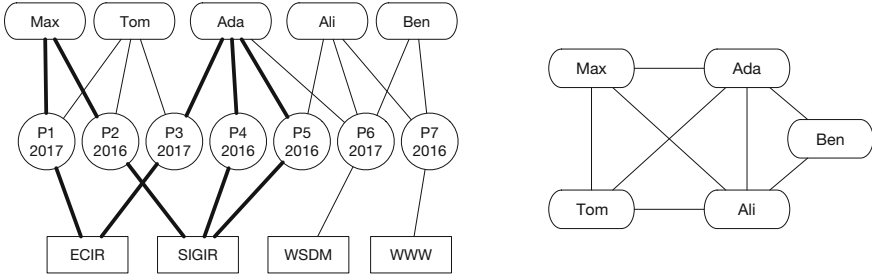 Max
Tom
Ada
Ali
Ben
P1
2017
P2
2016
P3
2017
P4
2016
P5
2016
P6
2017
P7
2016
ECIR
SIGIR
WSDM
WWW
Max
Ada
Ben
Tom
Ali